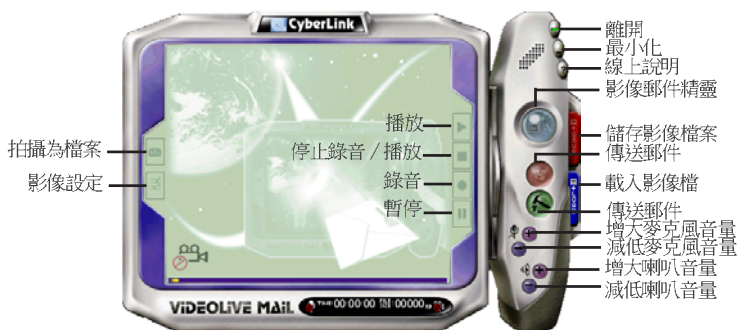 CyberLink
離開
最小化
線上說明
影像郵件精靈
播放
儲存影像檔案
拍攝為檔案
停止錄音 / 播放
傳送郵件
影像設定
錄音
載入影像檔
暫停
傳送郵件
增大麥克風音量
減低麥克風音量
增大喇叭音量
減低喇叭音量
VIDEOLIVE MAIL
TIME 00:00:00
00000